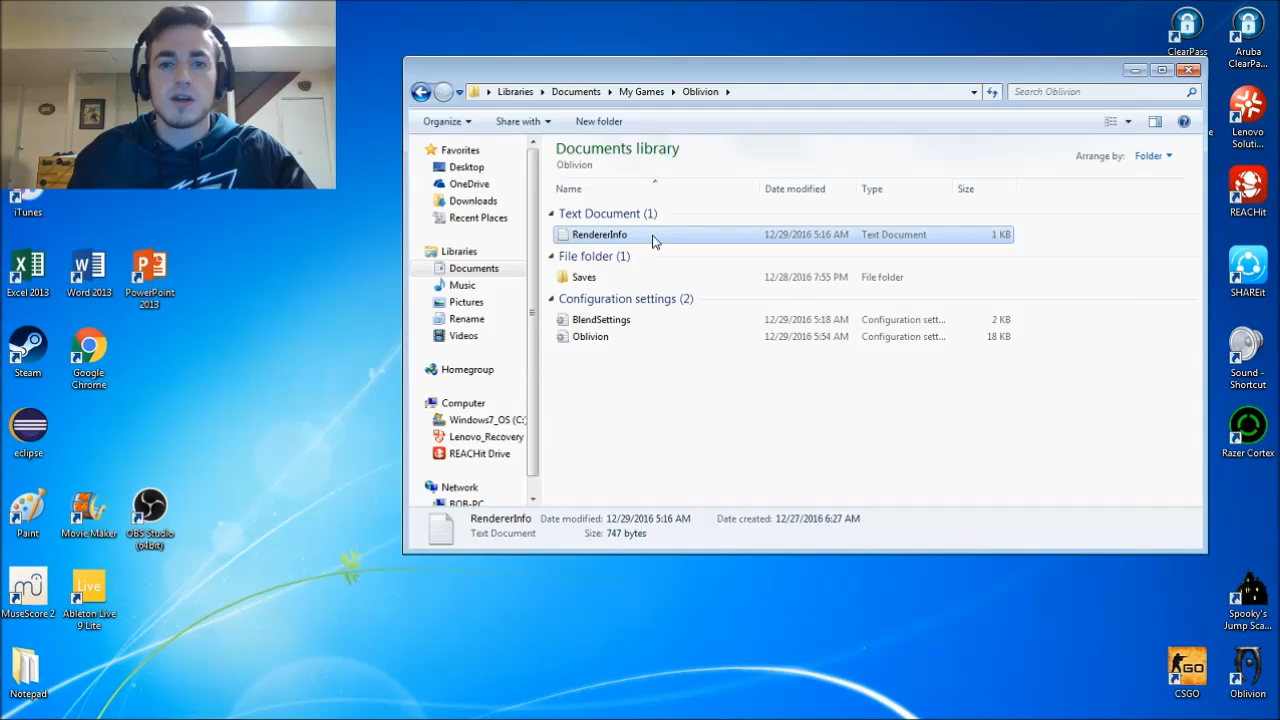 ClearPass
Aruba
ClearPa...
Libraries
Documents
My Games
Oblivion
Search Oblivion
Organize
Share with
New folder
Lenovo
Soluti...
Favorites
Desktop
OneDrive
Downloads
Recent Places
Libraries
Documents
Music
Pictures
Rename
Videos
Homegroup
Computer
Windows7_OS (C:)
Lenovo_Recovery
REACHit Drive
Network
BOB-PC
Documents library
Oblivion
Arrange by: Folder
Name
Date modified
Type
Size
Text Document (1)
RendererInfo 12/29/2016 5:16 AM Text Document 1 KB
File folder (1)
Saves 12/28/2016 7:55 PM File folder
Configuration settings (2)
BlendSettings 12/29/2016 5:18 AM Configuration sett... 2 KB
Oblivion 12/29/2016 5:54 AM Configuration sett... 18 KB
RendererInfo Date modified: 12/29/2016 5:16 AM Date created: 12/27/2016 6:27 AM
Text Document Size: 747 bytes
iTunes
Excel 2013
Word 2013
PowerPoint
2013
Steam
Google
Chrome
eclipse
Paint
Movie Maker
OBS Studio
(64bit)
MuseScore 2
Live
Ableton Live
9 Lite
Notepad
REACHit
SHAREit
Sound -
Shortcut
Razer Cortex
Spooky's
Jump Sca...
GO
CSGO
Oblivion